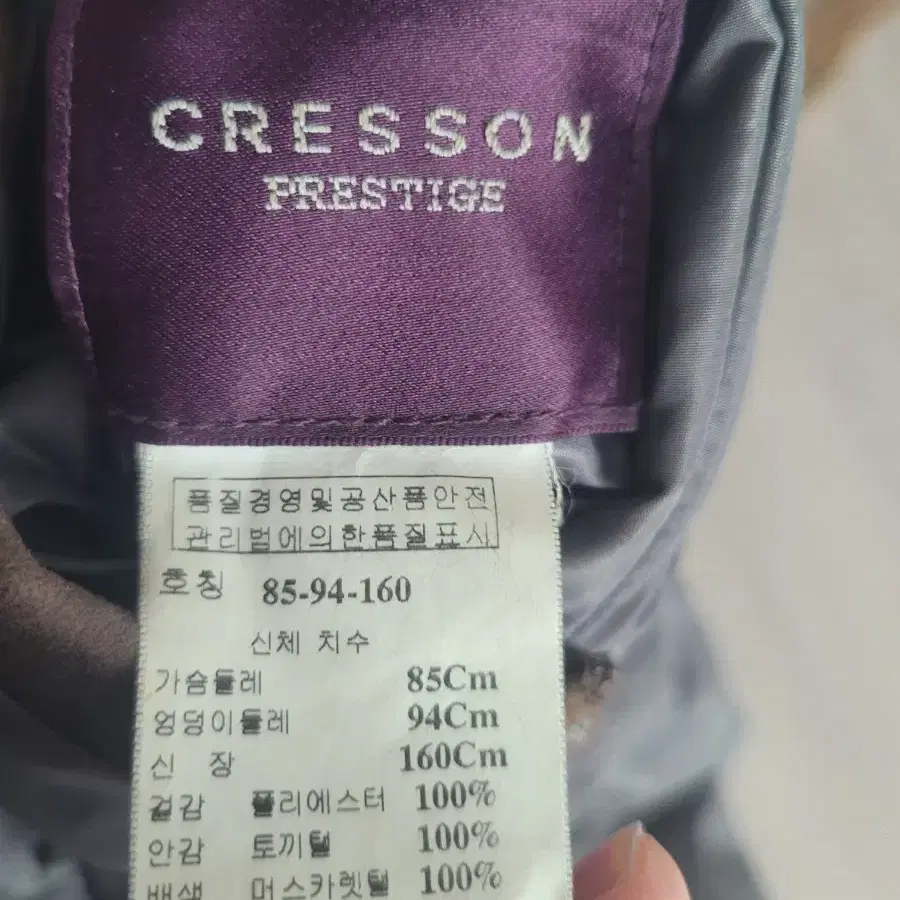 CRESSON
PRESTIGE
품질경영및공산품안전
관리법에의한품질표시
호칭 85-94-160
신체 치수
가슴둘레 85Cm
엉덩이둘레 94Cm
신 장 160Cm
겉감 폴리에스터 100%
안감 토끼털 100%
배색 머스카렛털 100%